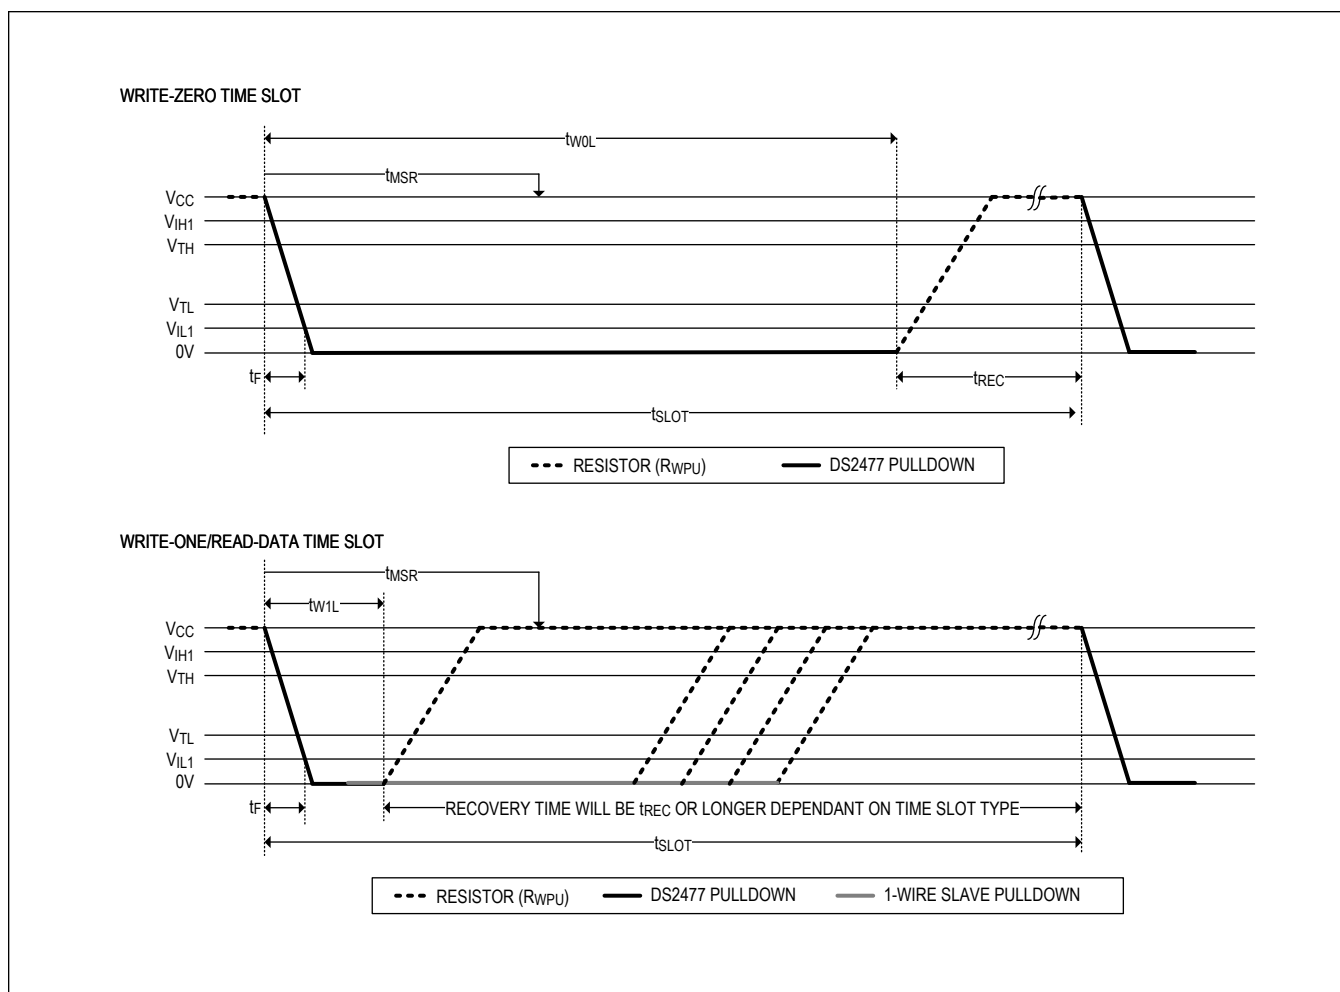 WRITE-ZERO TIME SLOT
tW0L
tMSR
VCC
VIH1
VTH
VTL
VIL1
0V
tF
tREC
tSLOT
RESISTOR (RWPU) DS2477 PULLDOWN
WRITE-ONE/READ-DATA TIME SLOT
tMSR
tW1L
VCC
VIH1
VTH
VTL
VIL1
0V
tF RECOVERY TIME WILL BE tREC OR LONGER DEPENDANT ON TIME SLOT TYPE
tSLOT
RESISTOR (RWPU) DS2477 PULLDOWN 1-WIRE SLAVE PULLDOWN